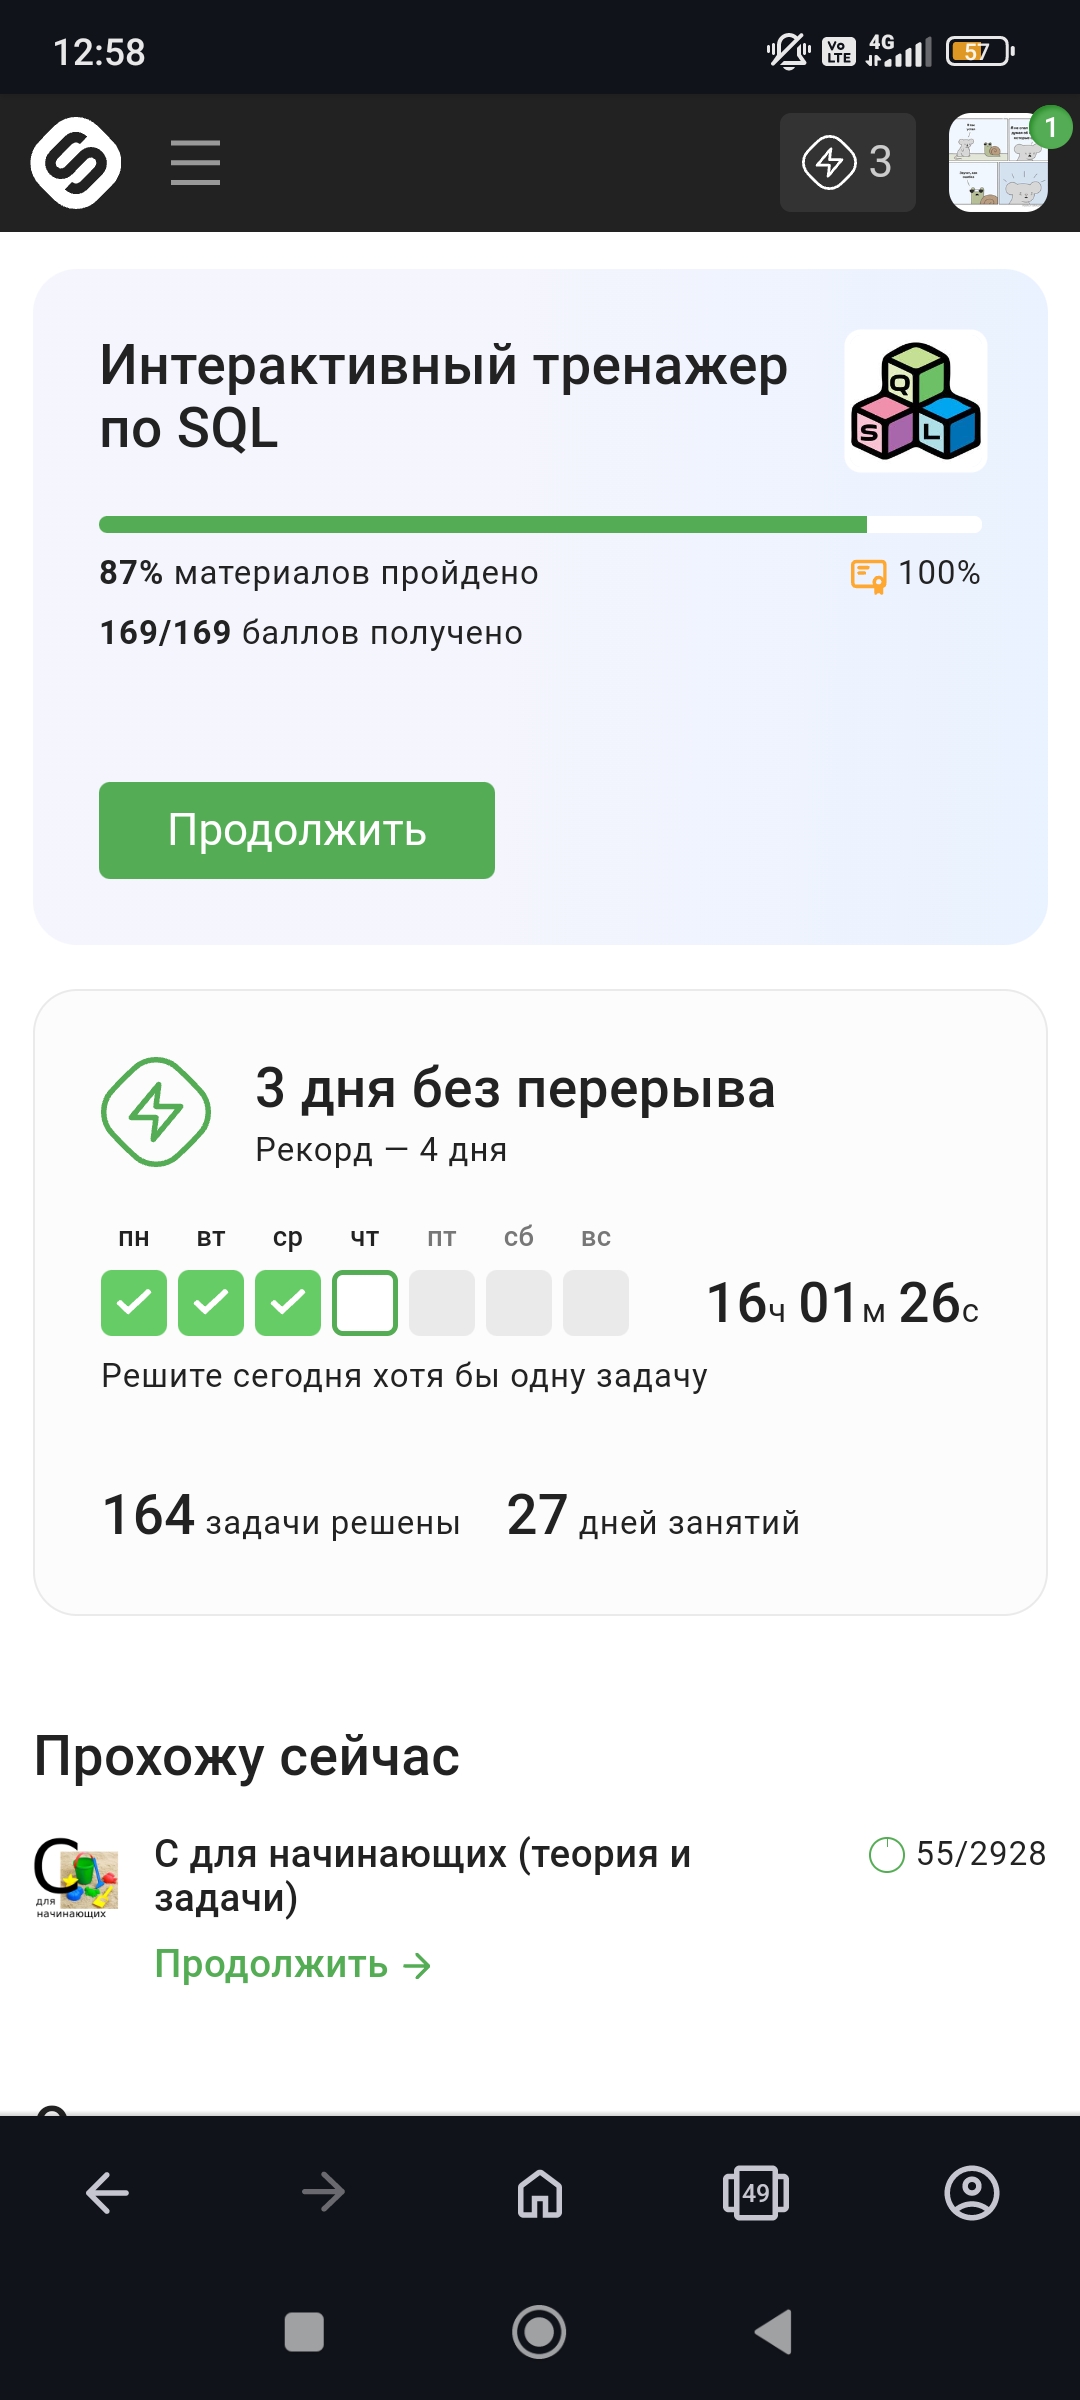 12:58
Vo
LTE
4G
57
3
1
Интерактивный тренажер
по SQL
Q
S L
87% материалов пройдено
100%
169/169 баллов получено
Продолжить
3 дня без перерыва
Рекорд — 4 дня
пн вт ср чт пт сб вс
16ч 01м 26с
Решите сегодня хотя бы одну задачу
164 задачи решены 27 дней занятий
Прохожу сейчас
C
для
начинающих
С для начинающих (теория и
задачи)
55/2928
Продолжить →
49